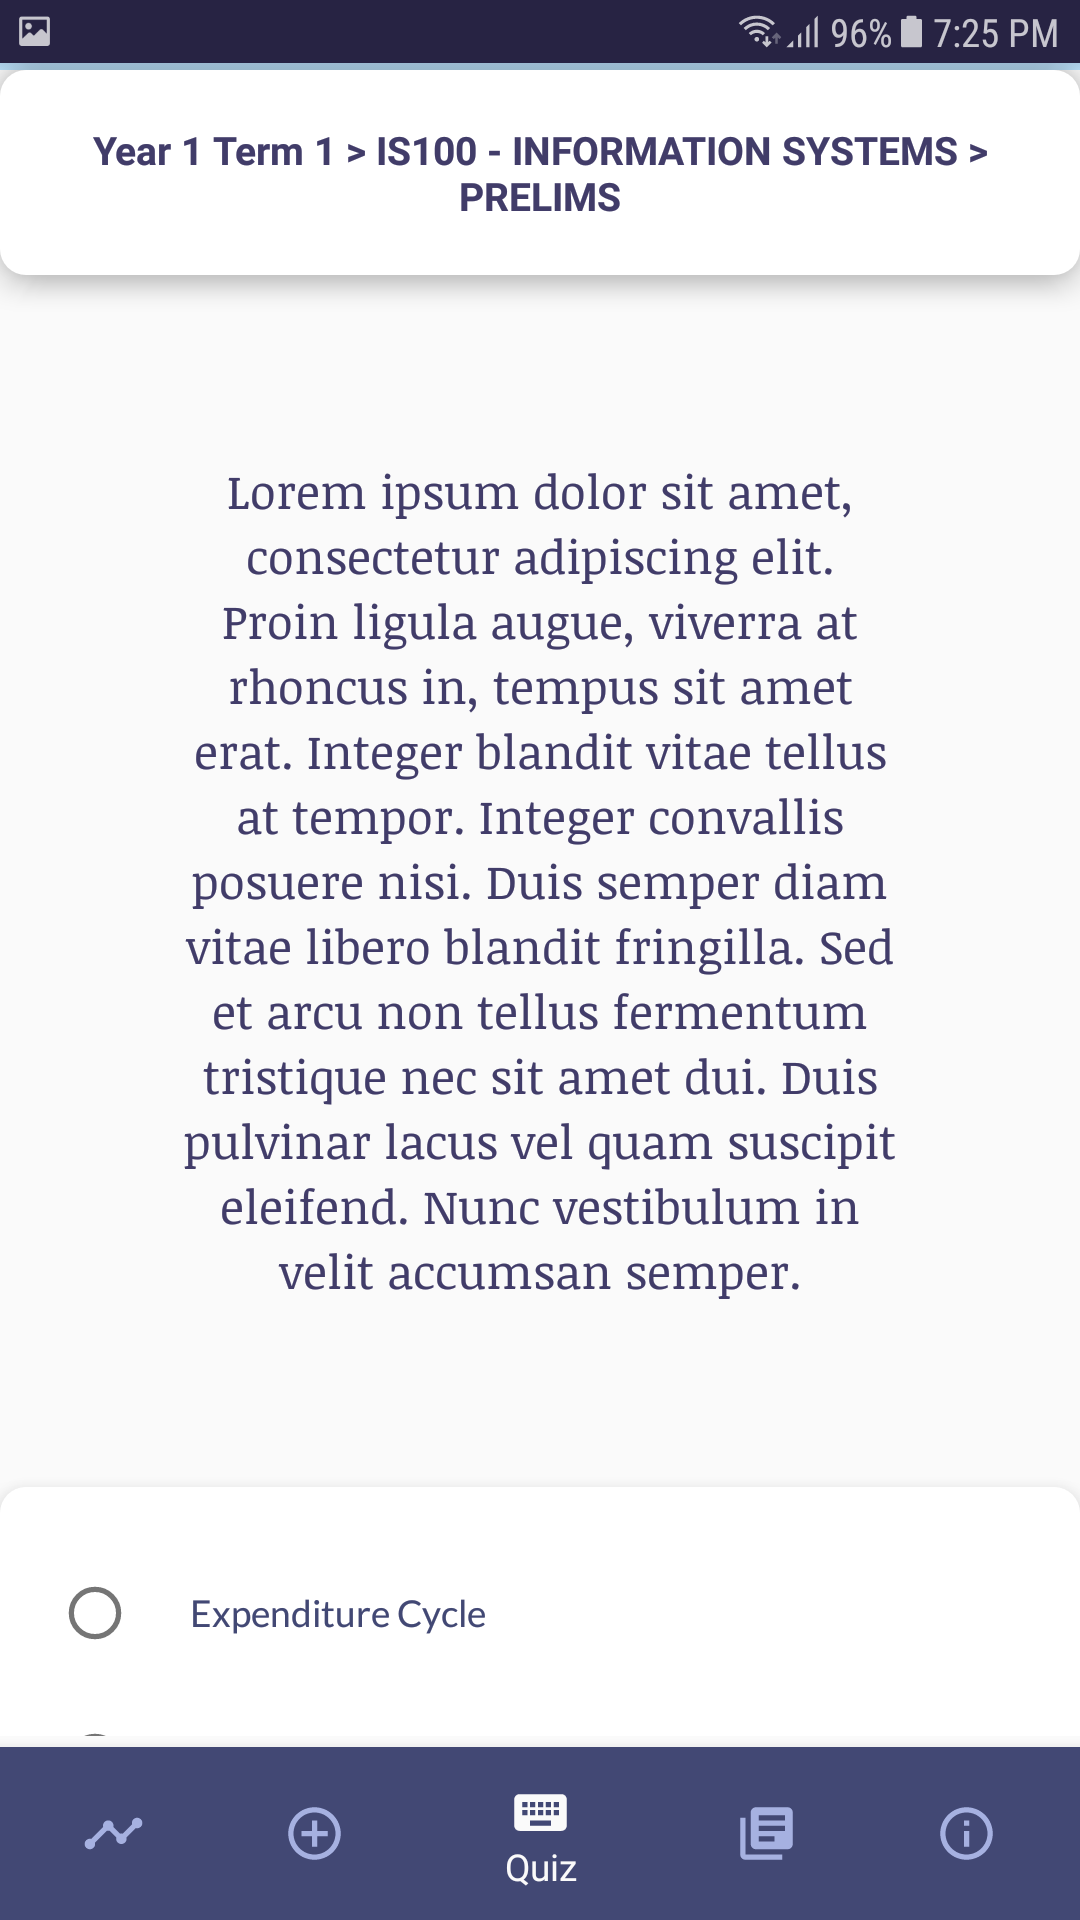 96% 7:25 PM
Year 1 Term 1 > IS100 - INFORMATION SYSTEMS >
PRELIMS
Lorem ipsum dolor sit amet,
consectetur adipiscing elit.
Proin ligula augue, viverra at
rhoncus in, tempus sit amet
erat. Integer blandit vitae tellus
at tempor. Integer convallis
posuere nisi. Duis semper diam
vitae libero blandit fringilla. Sed
et arcu non tellus fermentum
tristique nec sit amet dui. Duis
pulvinar lacus vel quam suscipit
eleifend. Nunc vestibulum in
velit accumsan semper.
Expenditure Cycle
Quiz